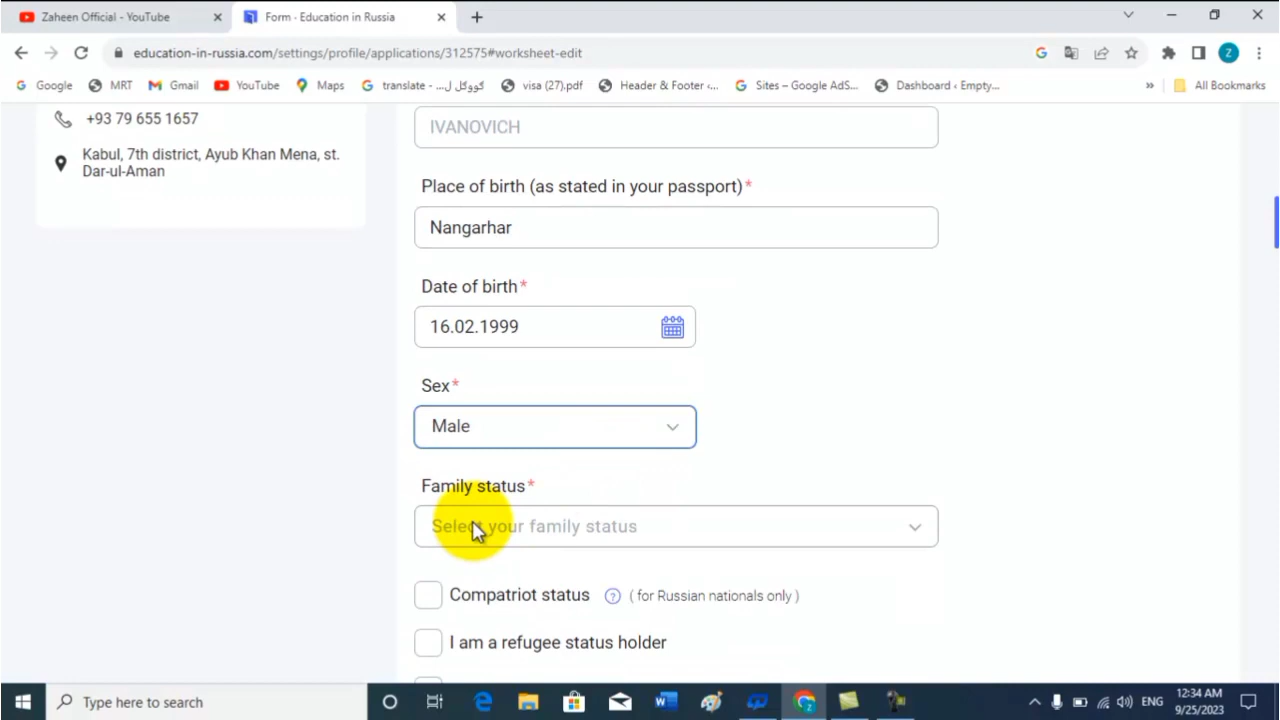 Zaheen Official - YouTube
Form · Education in Russia
education-in-russia.com/settings/profile/applications/312575#worksheet-edit
Z
Google
MRT
Gmail
YouTube
Maps
translate - ...کووکل ل
visa (27).pdf
Header & Footer ‹...
Sites – Google AdS...
Dashboard ‹ Empty...
»
All Bookmarks
+93 79 655 1657
Kabul, 7th district, Ayub Khan Mena, st.
Dar-ul-Aman
IVANOVICH
Place of birth (as stated in your passport)*
Nangarhar
Date of birth*
16.02.1999
Sex*
Male
Family status*
Select your family status
Compatriot status ? ( for Russian nationals only )
I am a refugee status holder
Type here to search
ENG
12:34 AM
9/25/2023